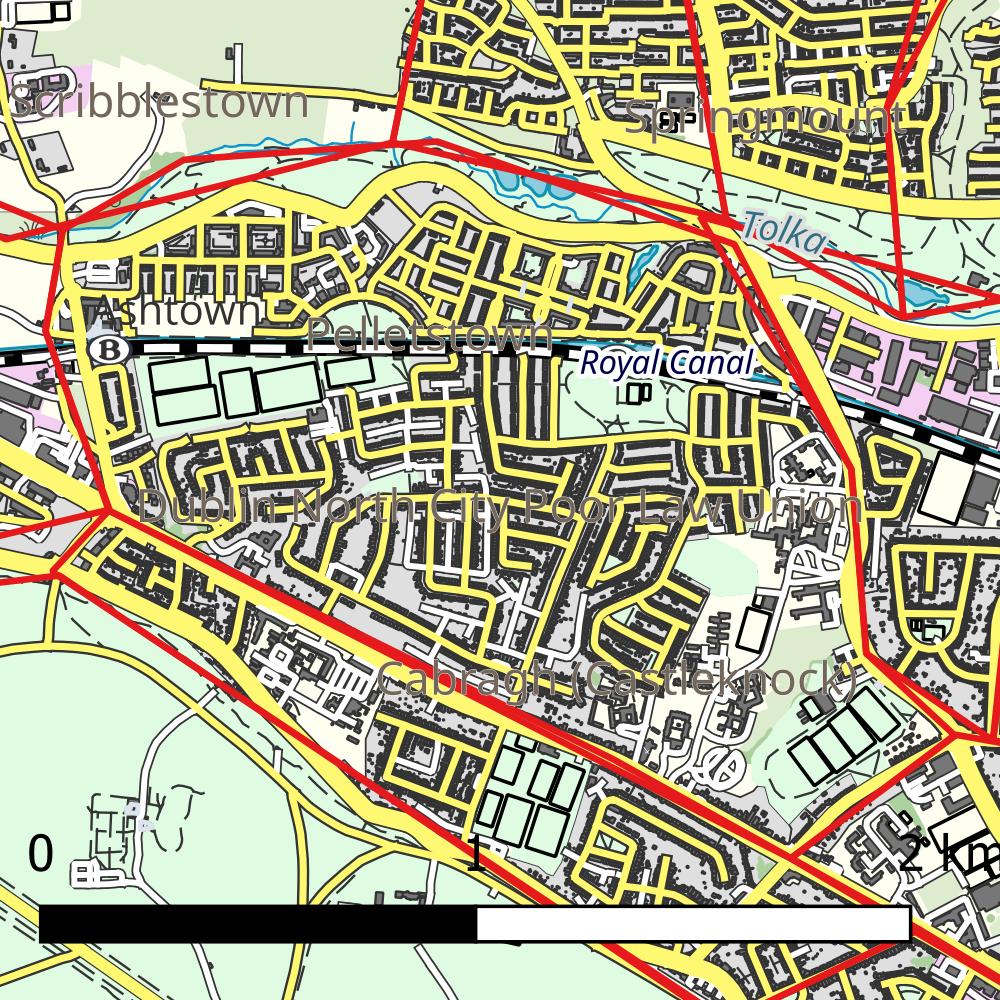 Scribblestown
Springmount
Tolka
Ashtown
Pelletstown
B
Royal Canal
Dublin North City Poor Law Union
Cabragh (Castleknock)
0 1 2 km